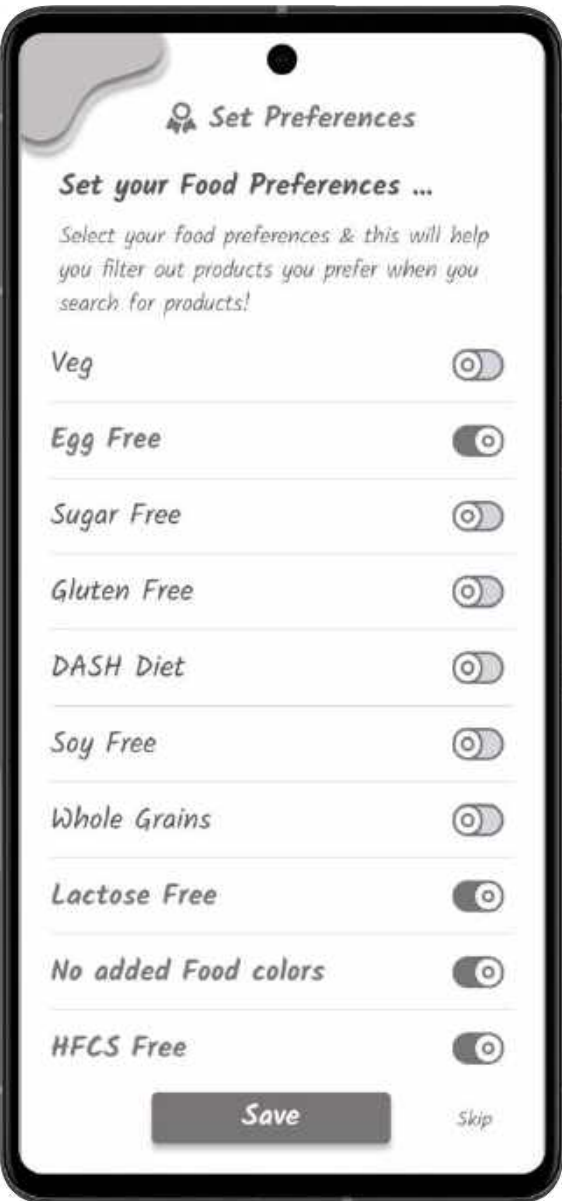 Set Preferences
Set your Food Preferences ...
Select your food preferences & this will help
you filter out products you prefer when you
search for products!
Veg
Egg Free
Sugar Free
Gluten Free
DASH Diet
Soy Free
Whole Grains
Lactose Free
No added Food colors
HFCS Free
Save
Skip